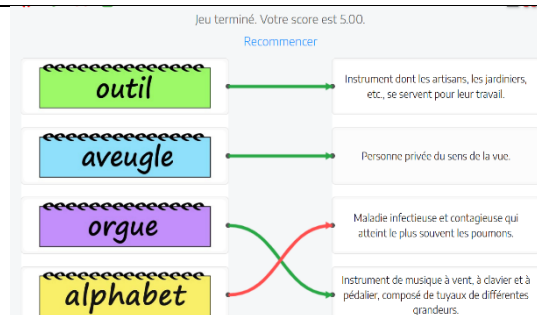 Jeu terminé. Votre score est 5.00.
Recommencer
outil
Instrument dont les artisans, les jardiniers,
etc., se servent pour leur travail.
aveugle
Personne privée du sens de la vue.
orgue
Maladie infectieuse et contagieuse qui
atteint le plus souvent les poumons.
alphabet
Instrument de musique à vent, à clavier et à
pédalier, composé de tuyaux de différentes
grandeurs.